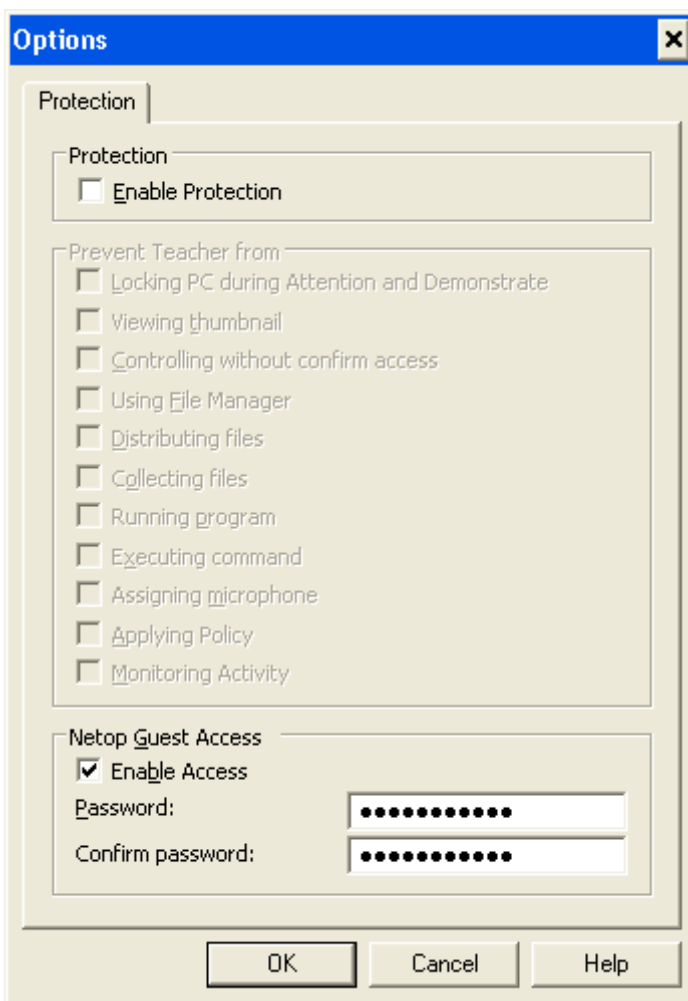 Options
Protection
Protection
Enable Protection
Prevent Teacher from
Locking PC during Attention and Demonstrate
Viewing thumbnail
Controlling without confirm access
Using File Manager
Distributing files
Collecting files
Running program
Executing command
Assigning microphone
Applying Policy
Monitoring Activity
Netop Guest Access
Enable Access
Password: ●●●●●●●●●●●
Confirm password: ●●●●●●●●●●●
OK Cancel Help